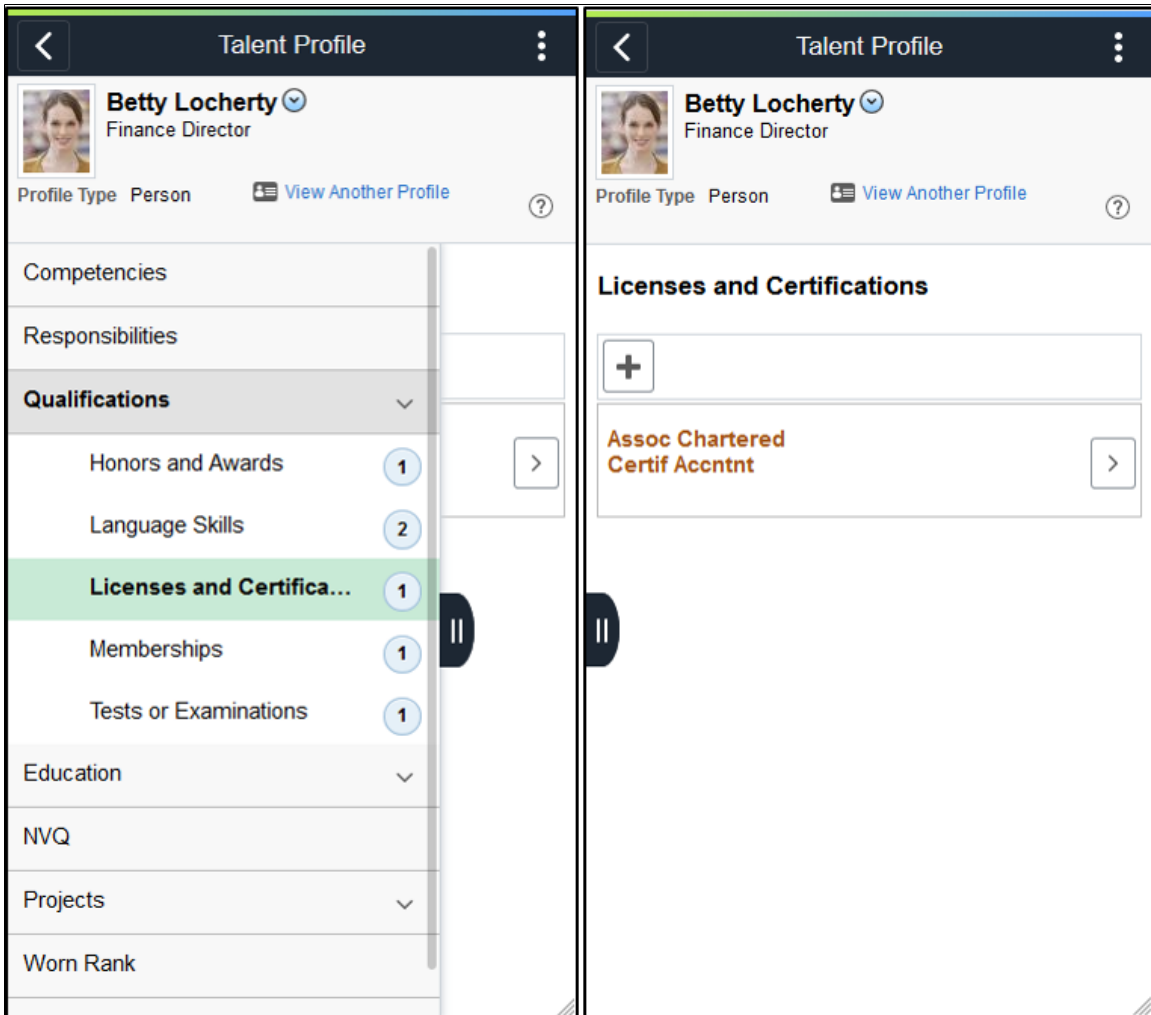 Talent Profile
Betty Locherty
Finance Director
Profile Type Person
View Another Profile
?
Competencies
Responsibilities
Qualifications
Honors and Awards 1
Language Skills 2
Licenses and Certifica... 1
Memberships 1
Tests or Examinations 1
Education
NVQ
Projects
Worn Rank
Talent Profile
Betty Locherty
Finance Director
Profile Type Person
View Another Profile
?
Licenses and Certifications
Assoc Chartered
Certif Accntnt